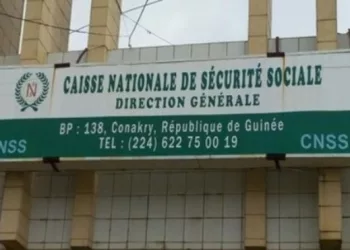 CAISSE NATIONALE DE SÉCURITÉ SOCIALE
DIRECTION GÉNÉRALE
BP : 138, Conakry, République de Guinée
TEL : (224) 622 75 00 19
CNSS
CNSS